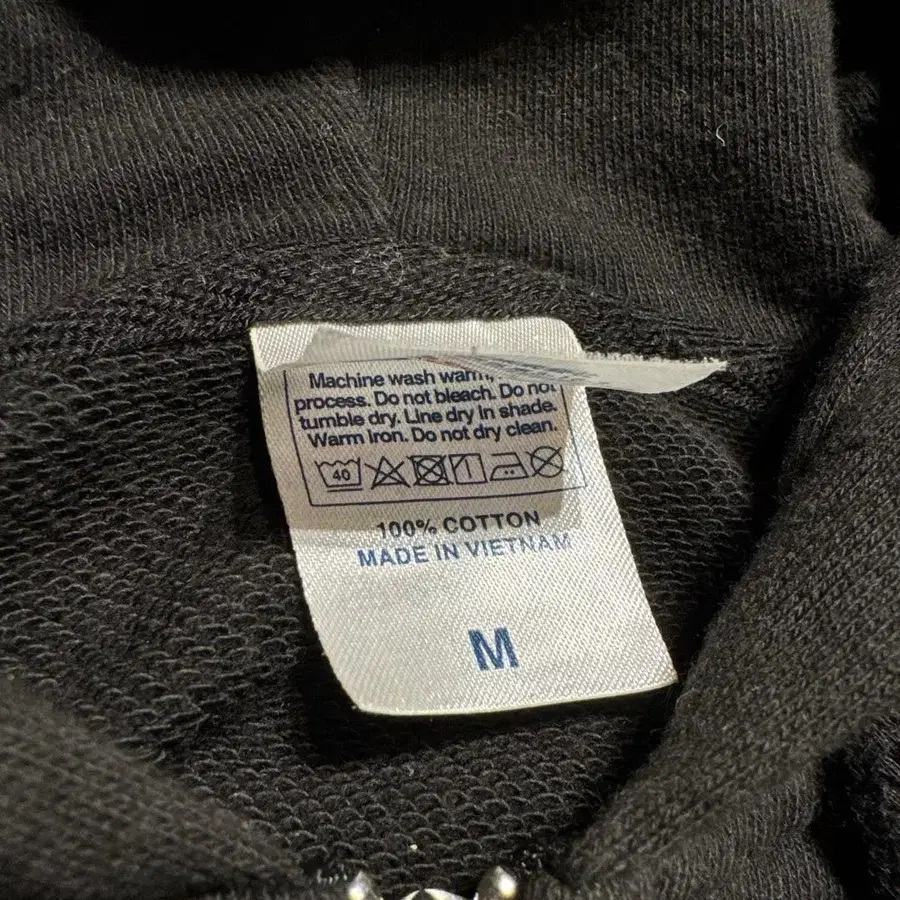 Machine wash warm,
process. Do not bleach. Do not
tumble dry. Line dry in shade.
Warm Iron. Do not dry clean.
40
100% COTTON
MADE IN VIETNAM
M